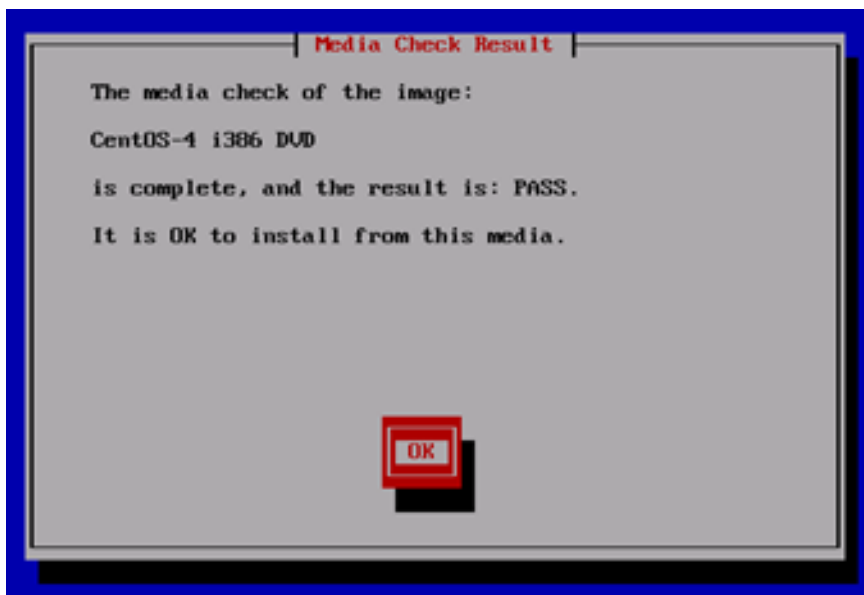 Media Check Result
The media check of the image:
CentOS-4 i386 DVD
is complete, and the result is: PASS.
It is OK to install from this media.
OK